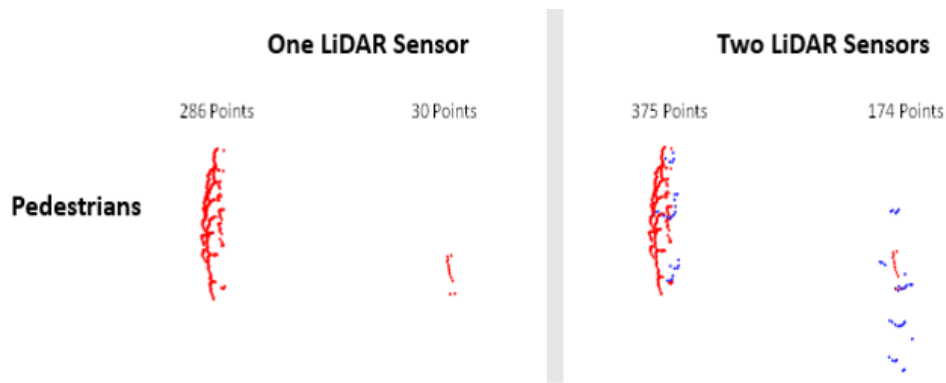 One LiDAR Sensor
Two LiDAR Sensors
286 Points
30 Points
375 Points
174 Points
Pedestrians